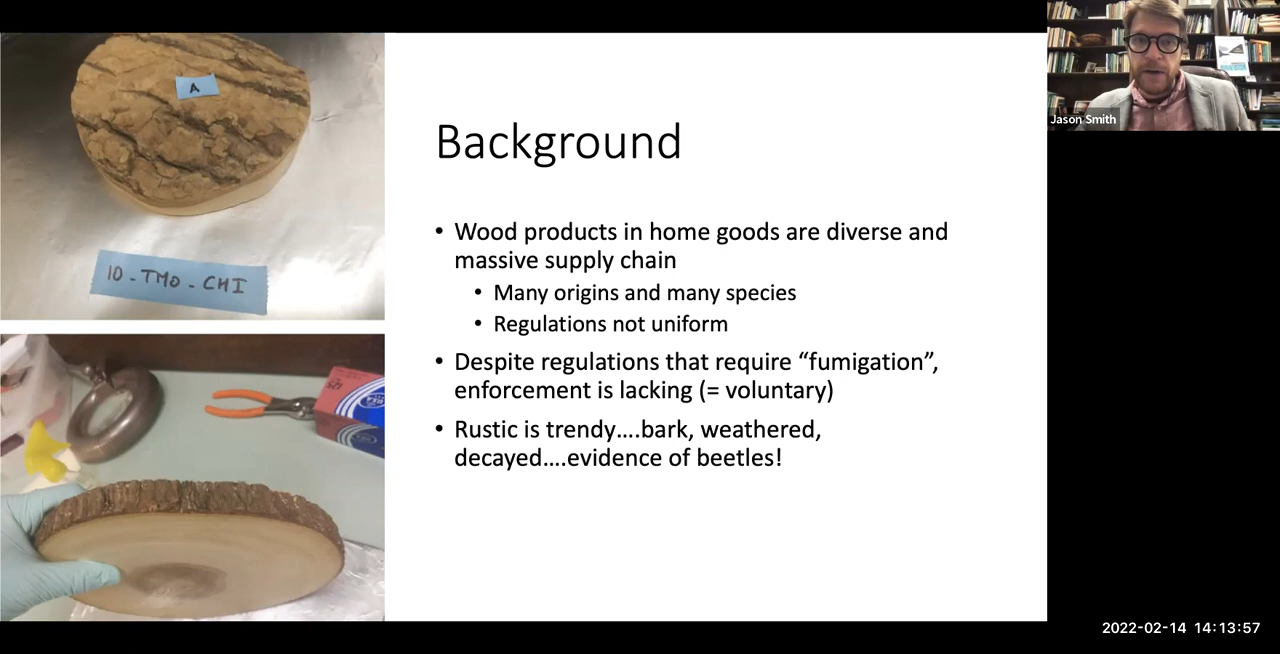 A
10 - TMO - CHI
Background
• Wood products in home goods are diverse and
massive supply chain
• Many origins and many species
• Regulations not uniform
• Despite regulations that require “fumigation”,
enforcement is lacking (= voluntary)
• Rustic is trendy….bark, weathered,
decayed….evidence of beetles!
Jason Smith
2022-02-14 14:13:57